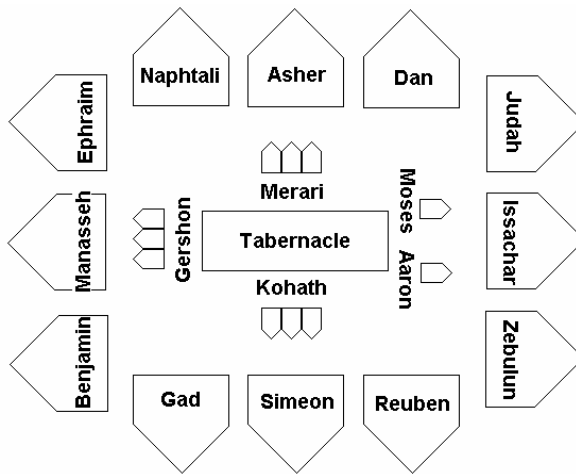 Naphtali
Asher
Dan
Ephraim
Judah
Merari
Moses
Manasseh
Gershon
Tabernacle
Issachar
Aaron
Kohath
Benjamin
Zebulun
Gad
Simeon
Reuben